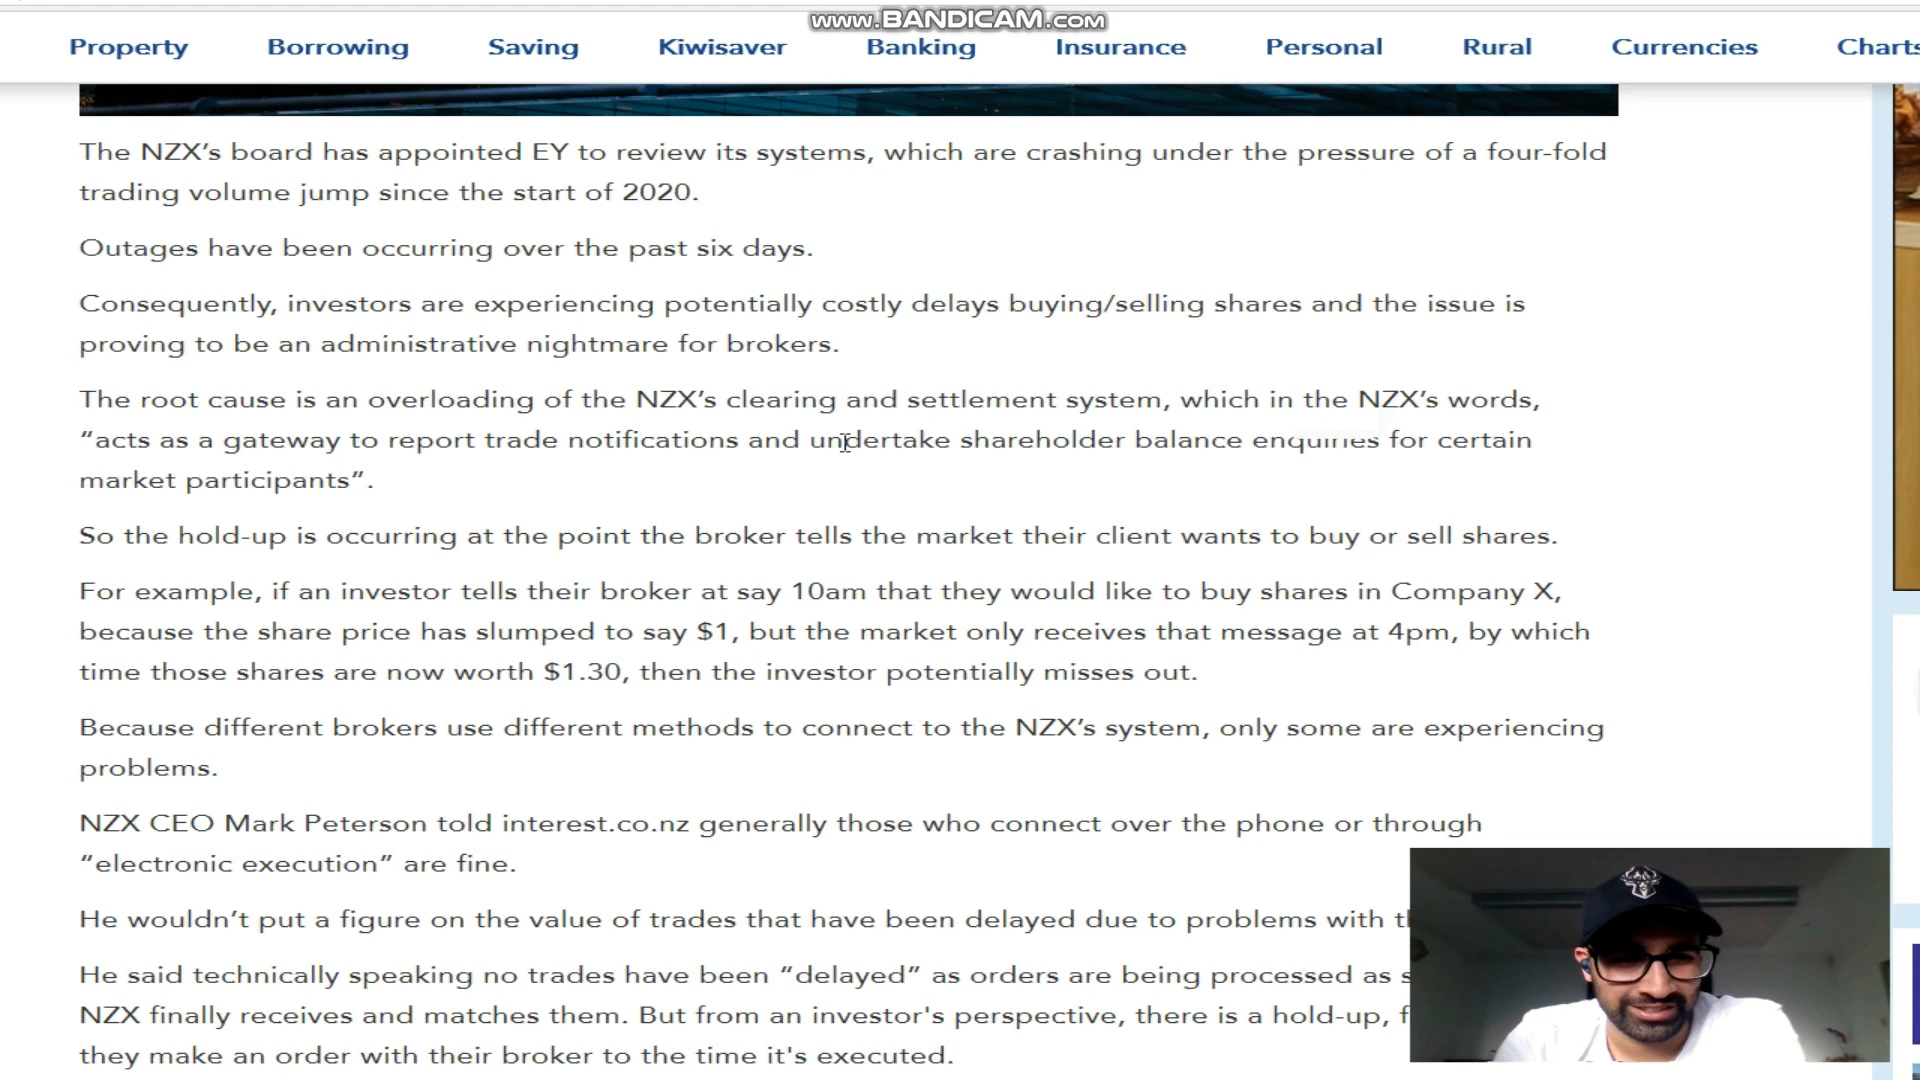 www.BANDICAM.com
Property Borrowing Saving Kiwisaver Banking Insurance Personal Rural Currencies Charts
The NZX’s board has appointed EY to review its systems, which are crashing under the pressure of a four-fold
trading volume jump since the start of 2020.
Outages have been occurring over the past six days.
Consequently, investors are experiencing potentially costly delays buying/selling shares and the issue is
proving to be an administrative nightmare for brokers.
The root cause is an overloading of the NZX’s clearing and settlement system, which in the NZX’s words,
“acts as a gateway to report trade notifications and undertake shareholder balance enquiries for certain
market participants”.
So the hold-up is occurring at the point the broker tells the market their client wants to buy or sell shares.
For example, if an investor tells their broker at say 10am that they would like to buy shares in Company X,
because the share price has slumped to say $1, but the market only receives that message at 4pm, by which
time those shares are now worth $1.30, then the investor potentially misses out.
Because different brokers use different methods to connect to the NZX’s system, only some are experiencing
problems.
NZX CEO Mark Peterson told interest.co.nz generally those who connect over the phone or through
“electronic execution” are fine.
He wouldn’t put a figure on the value of trades that have been delayed due to problems with
He said technically speaking no trades have been “delayed” as orders are being processed as
NZX finally receives and matches them. But from an investor's perspective, there is a hold-up,
they make an order with their broker to the time it's executed.